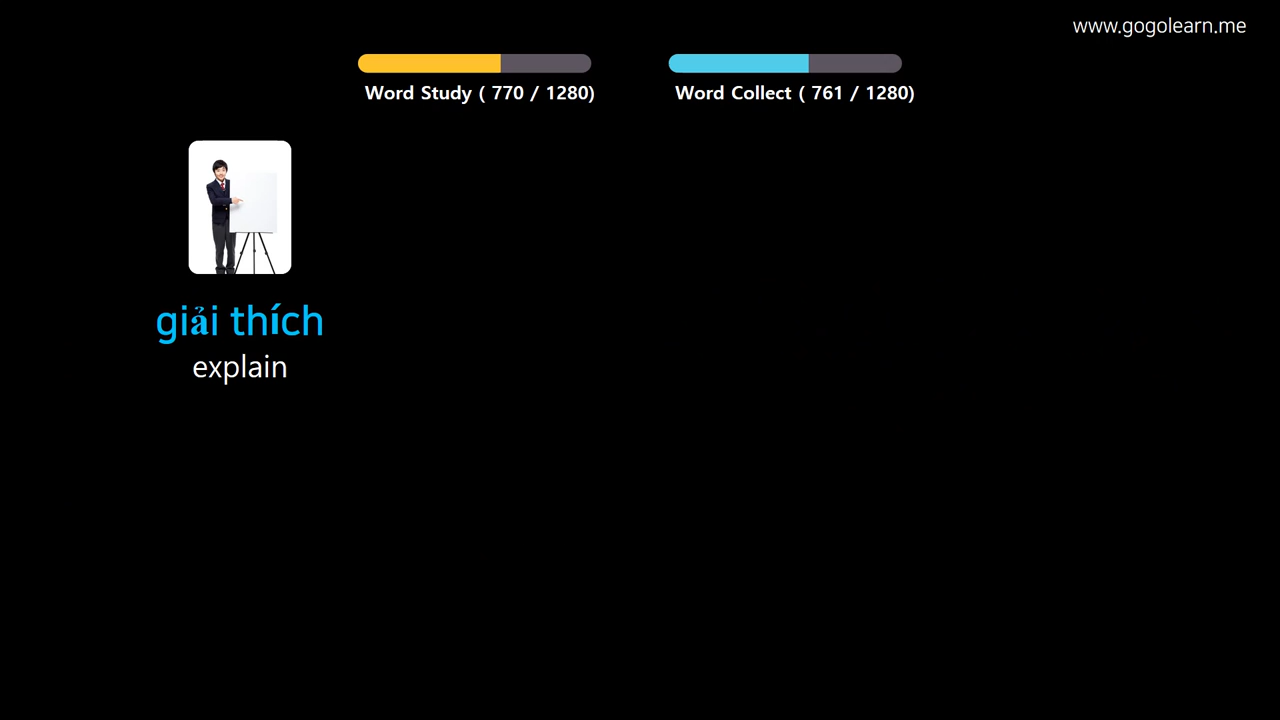 www.gogolearn.me
Word Study ( 770 / 1280)
Word Collect ( 761 / 1280)
giải thích
explain